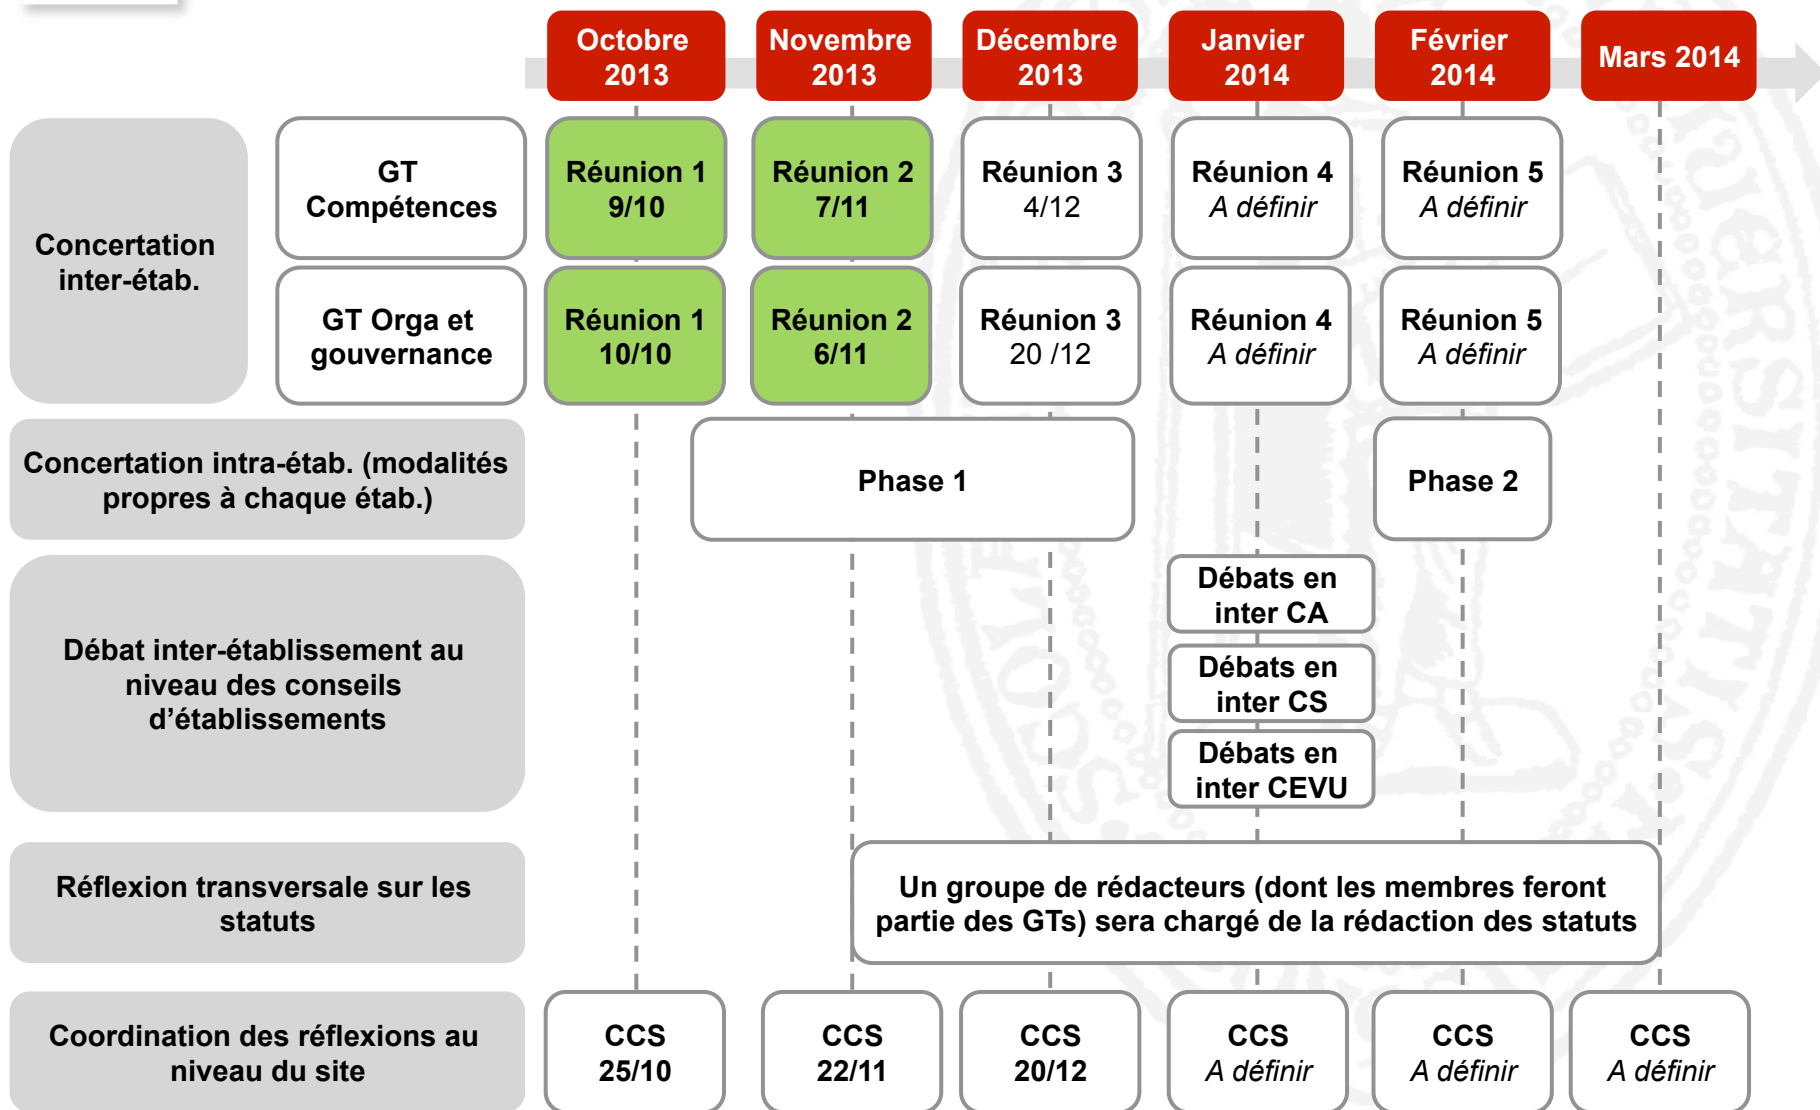 Octobre
2013
Novembre
2013
Décembre
2013
Janvier
2014
Février
2014
Mars 2014
Concertation
inter-étab.
GT
Compétences
Réunion 1
9/10
Réunion 2
7/11
Réunion 3
4/12
Réunion 4
A définir
Réunion 5
A définir
GT Orga et
gouvernance
Réunion 1
10/10
Réunion 2
6/11
Réunion 3
20 /12
Réunion 4
A définir
Réunion 5
A définir
Concertation intra-étab. (modalités
propres à chaque étab.)
Phase 1
Phase 2
Débat inter-établissement au
niveau des conseils
d’établissements
Débats en
inter CA
Débats en
inter CS
Débats en
inter CEVU
Réflexion transversale sur les
statuts
Un groupe de rédacteurs (dont les membres feront
partie des GTs) sera chargé de la rédaction des statuts
Coordination des réflexions au
niveau du site
CCS
25/10
CCS
22/11
CCS
20/12
CCS
A définir
CCS
A définir
CCS
A définir